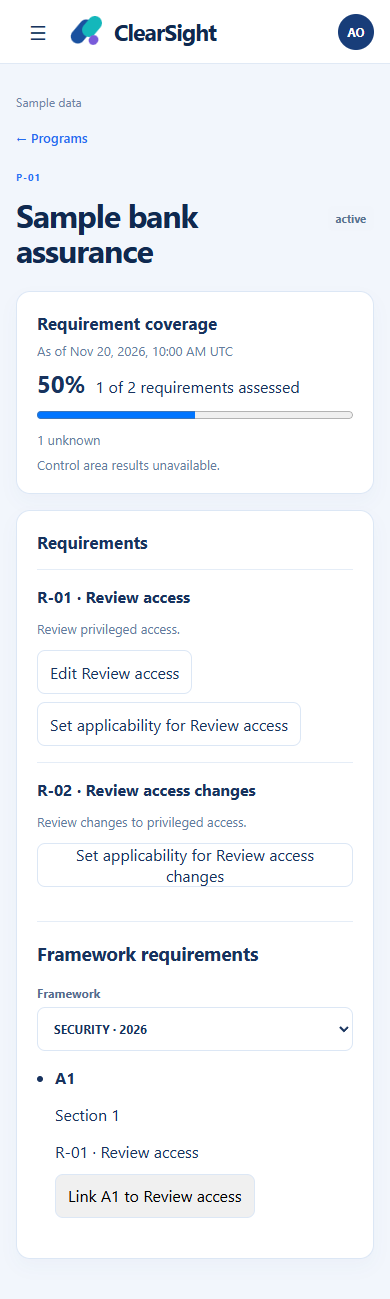 ☰ ClearSight AO
Sample data
← Programs
P-01
Sample bank
assurance
active
Requirement coverage
As of Nov 20, 2026, 10:00 AM UTC
50% 1 of 2 requirements assessed
1 unknown
Control area results unavailable.
Requirements
R-01 · Review access
Review privileged access.
Edit Review access
Set applicability for Review access
R-02 · Review access changes
Review changes to privileged access.
Set applicability for Review access
changes
Framework requirements
Framework
SECURITY · 2026
• A1
Section 1
R-01 · Review access
Link A1 to Review access